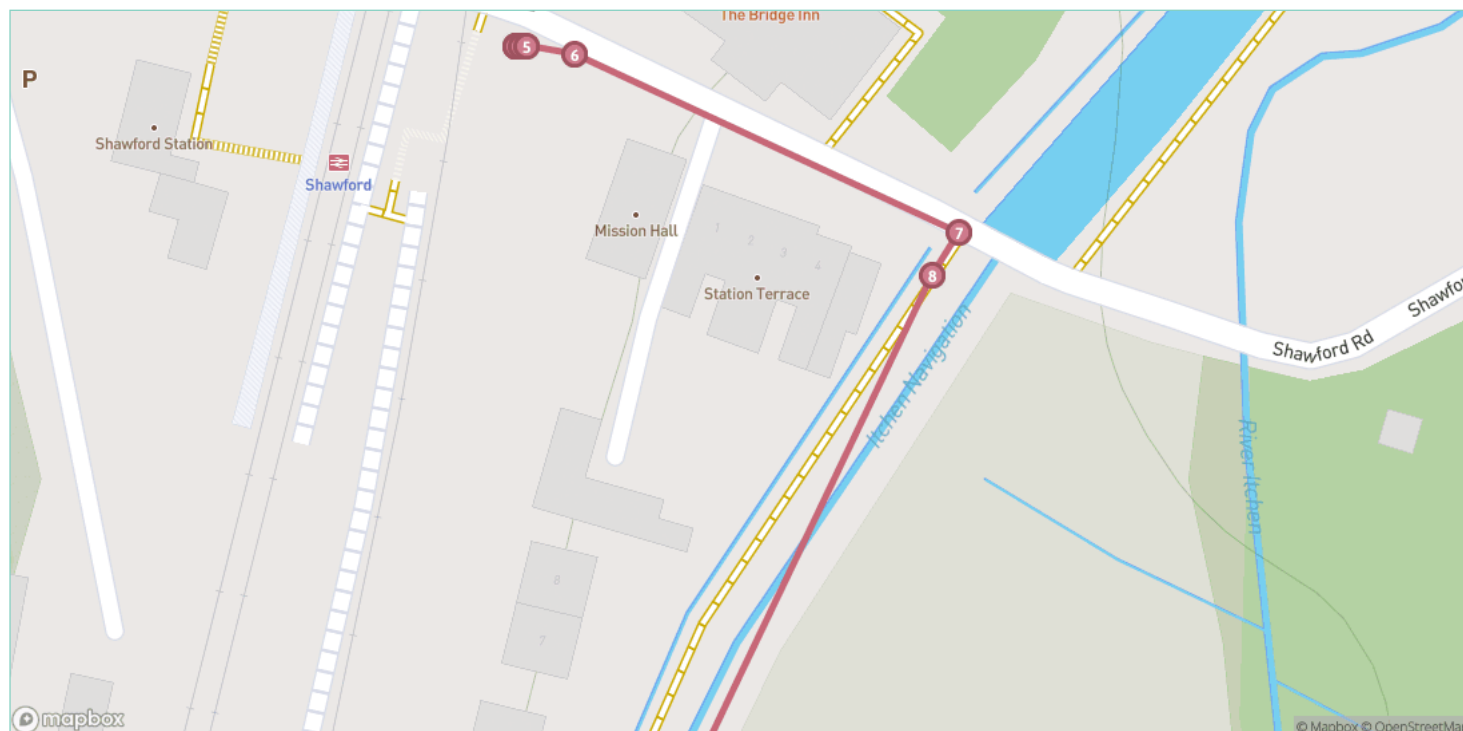 The Bridge Inn
5
6
P
Shawford Station
Shawford
Mission Hall
1
2
3
4
Station Terrace
7
8
Itchen Navigation
Shawford Rd
Shawfor
River Itchen
8
7
mapbox
© Mapbox © OpenStreetMa